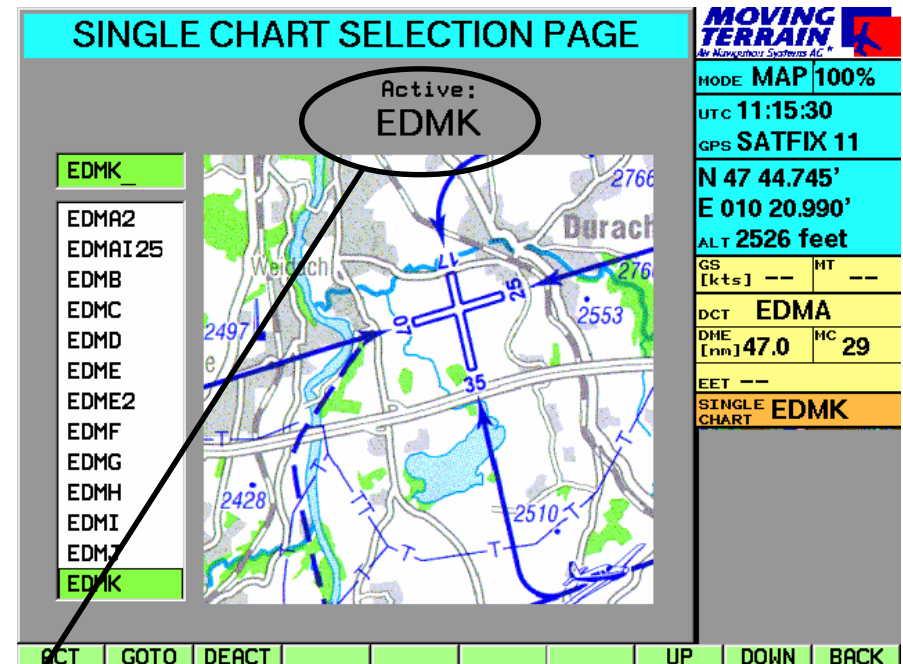 SINGLE CHART SELECTION PAGE
MOVING
TERRAIN
Air Navigation Systems AG
Active:
EDMK
EDMK_
EDMA2
EDMAI25
EDMB
EDMC
EDMD
EDME
EDME2
EDMF
EDMG
EDMH
EDMI
EDMJ
EDMK
2766
Durach
Weidach
17
276
25
2553
2497
07
e
35
2428
2510
T
T
T
T
T
T
T
T
MODE MAP 100%
UTC 11:15:30
GPS SATFIX 11
N 47 44.745'
E 010 20.990'
ALT 2526 feet
GS [kts] -- MT --
DCT EDMA
DME [nm] 47.0 MC 29
EET --
SINGLE CHART EDMK
ACT GOTO DEACT UP DOWN BACK